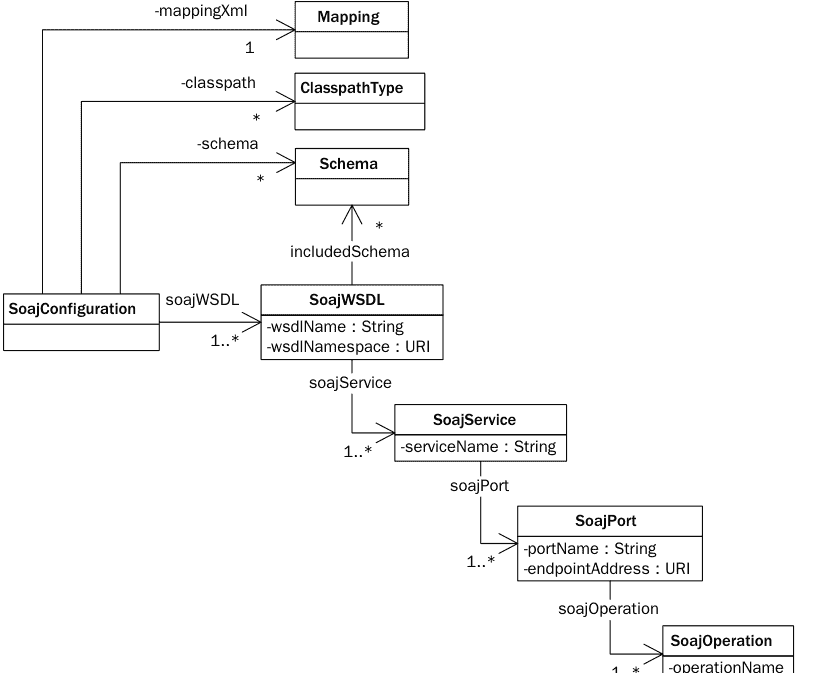 -mappingXml
Mapping
1
-classpath
ClasspathType
*
-schema
Schema
*
*
includedSchema
SoajConfiguration
soajWSDL
1..*
SoajWSDL
-wsdlName : String
-wsdlNamespace : URI
soajService
1..*
SoajService
-serviceName : String
soajPort
1..*
SoajPort
-portName : String
-endpointAddress : URI
soajOperation
1..*
SoajOperation
-operationName